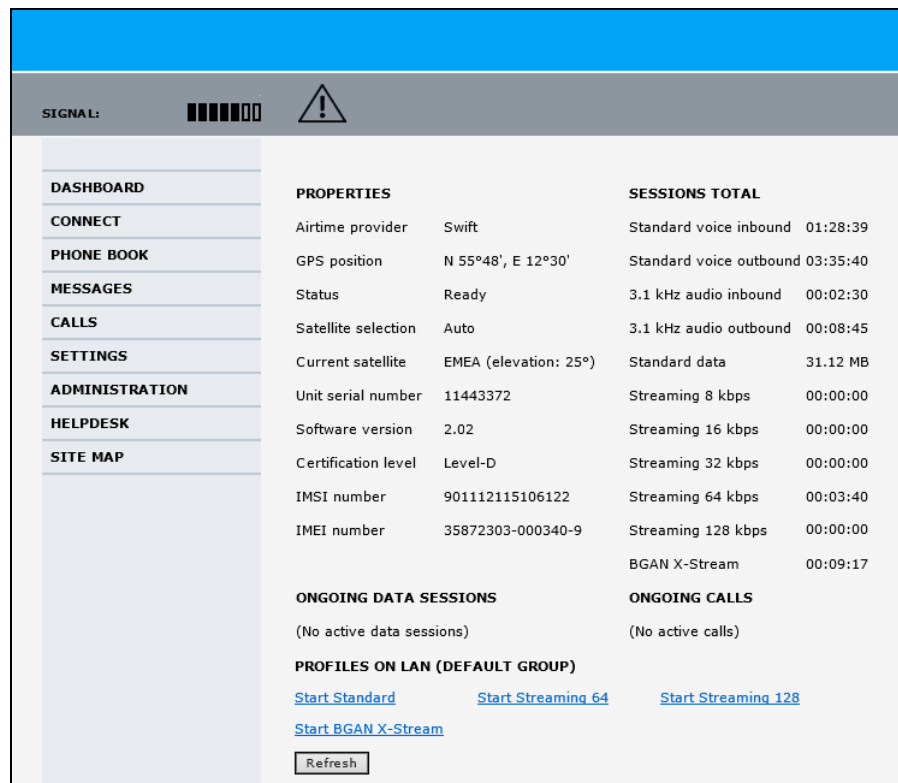 SIGNAL:
DASHBOARD
CONNECT
PHONE BOOK
MESSAGES
CALLS
SETTINGS
ADMINISTRATION
HELPDESK
SITE MAP
PROPERTIES
Airtime provider Swift
GPS position N 55°48', E 12°30'
Status Ready
Satellite selection Auto
Current satellite EMEA (elevation: 25°)
Unit serial number 11443372
Software version 2.02
Certification level Level-D
IMSI number 901112115106122
IMEI number 35872303-000340-9
SESSIONS TOTAL
Standard voice inbound 01:28:39
Standard voice outbound 03:35:40
3.1 kHz audio inbound 00:02:30
3.1 kHz audio outbound 00:08:45
Standard data 31.12 MB
Streaming 8 kbps 00:00:00
Streaming 16 kbps 00:00:00
Streaming 32 kbps 00:00:00
Streaming 64 kbps 00:03:40
Streaming 128 kbps 00:00:00
BGAN X-Stream 00:09:17
ONGOING DATA SESSIONS
(No active data sessions)
ONGOING CALLS
(No active calls)
PROFILES ON LAN (DEFAULT GROUP)
Start Standard Start Streaming 64 Start Streaming 128
Start BGAN X-Stream
Refresh